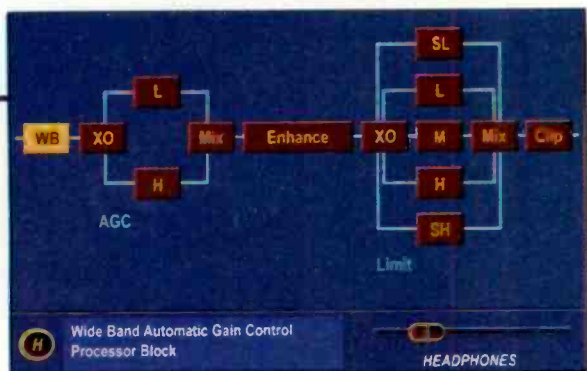 SL
L
L
WB
XO
Mix
Enhance
XO
M
Mix
Clip
H
H
AGC
SH
Limit
H
Wide Band Automatic Gain Control
Processor Block
HEADPHONES